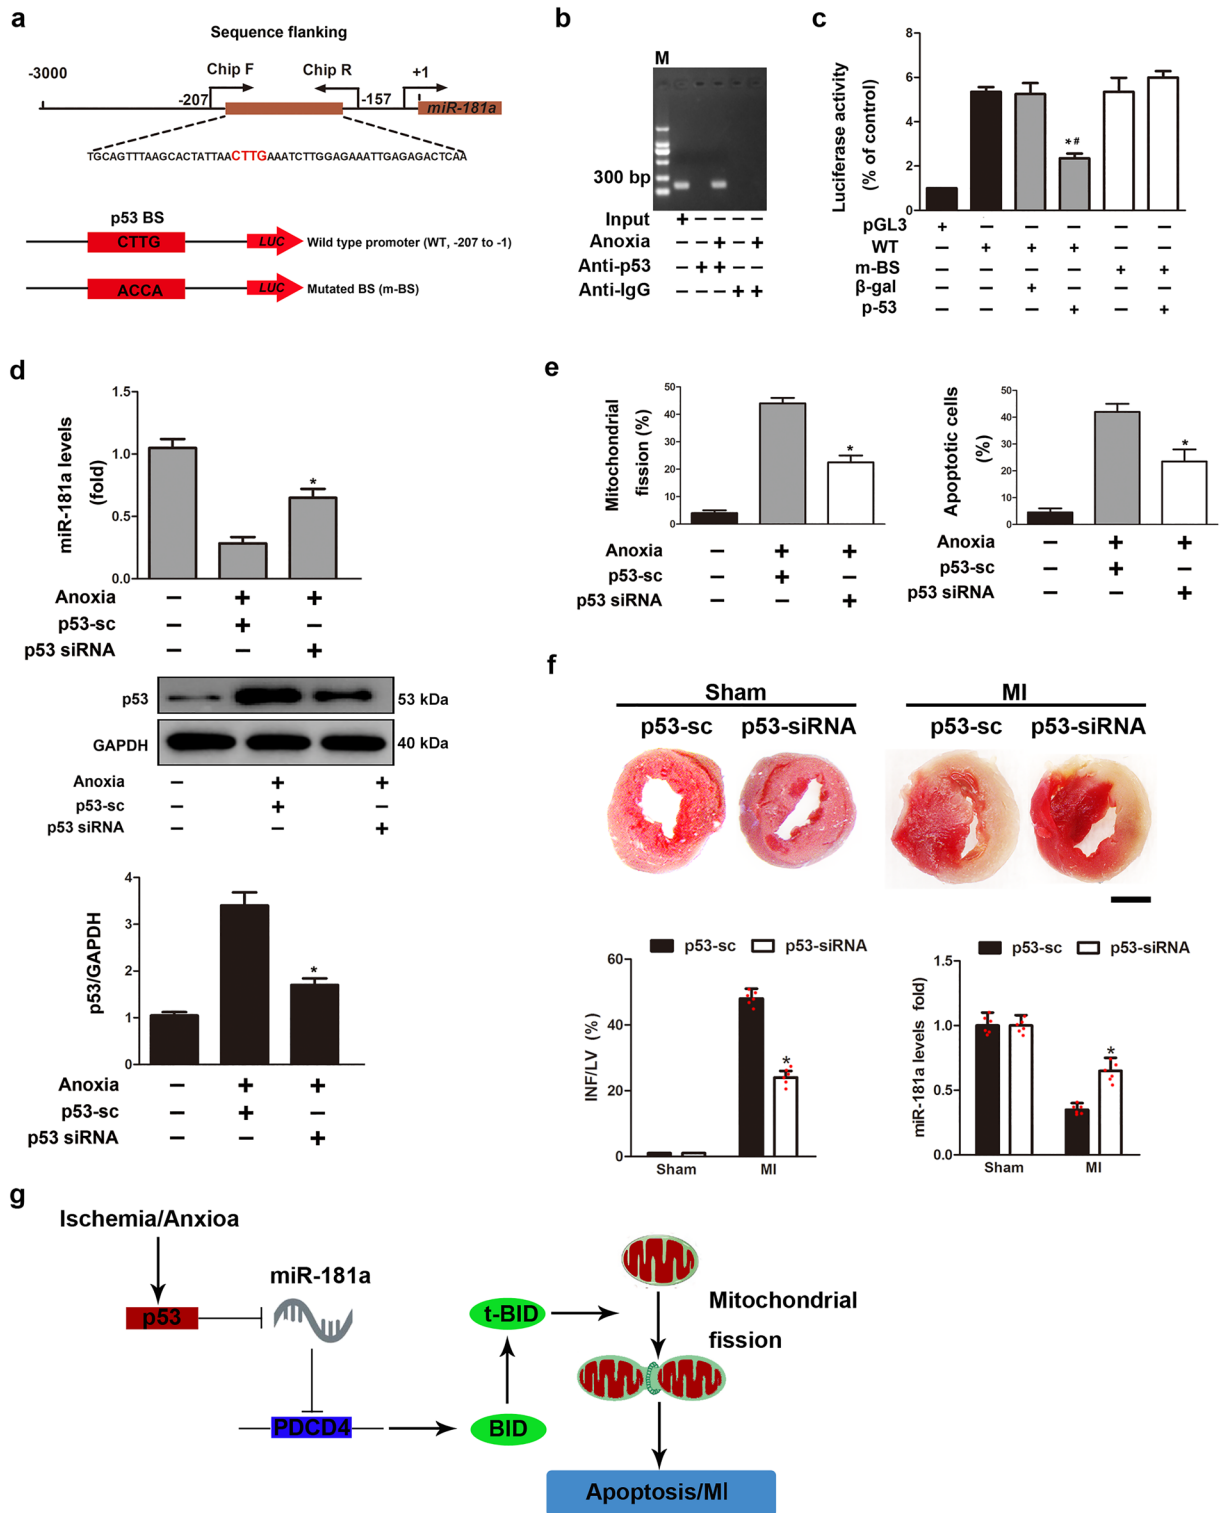 a
Sequence flanking
-3000
Chip F
Chip R
+1
-207
-157
miR-181a
TGCAGTTTAAGCACTATTAACTTGAAATCTTGGAGAAATTGAGAGACTCAA
p53 BS
CTTG
LUC
Wild type promoter (WT, -207 to -1)
ACCA
LUC
Mutated BS (m-BS)
b
M
300 bp
Input + − − − −
Anoxia − − + − +
Anti-p53 − + + − −
Anti-IgG − − − + +
c
Luciferase activity
(% of control)
8
6
4
2
0
*#
pGL3 + − − − − −
WT − + + + − −
m-BS − − − − + +
β-gal − − + − − −
p-53 − − − + − +
d
miR-181a levels
(fold)
1.5
1.0
0.5
0.0
*
Anoxia − + +
p53-sc − + −
p53 siRNA − − +
p53
53 kDa
GAPDH
40 kDa
Anoxia − + +
p53-sc − + −
p53 siRNA − − +
p53/GAPDH
4
3
2
1
0
*
Anoxia − + +
p53-sc − + −
p53 siRNA − − +
e
Mitochondrial
fission (%)
50
40
30
20
10
0
*
Anoxia − + +
p53-sc − + −
p53 siRNA − − +
Apoptotic cells
(%)
50
40
30
20
10
0
*
Anoxia − + +
p53-sc − + −
p53 siRNA − − +
f
Sham
MI
p53-sc
p53-siRNA
p53-sc
p53-siRNA
p53-sc
p53-siRNA
INF/LV (%)
60
40
20
0
*
Sham
MI
p53-sc
p53-siRNA
miR-181a levels fold)
1.5
1.0
0.5
0.0
*
Sham
MI
g
Ischemia/Anxioa
p53
miR-181a
PDCD4
BID
t-BID
Mitochondrial
fission
Apoptosis/MI